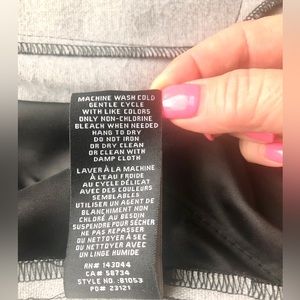 MACHINE WASH COLD
GENTLE CYCLE
WITH LIKE COLORS
ONLY NON-CHLORINE
BLEACH WHEN NEEDED
HANG TO DRY
DO NOT IRON
OR DRY CLEAN
OR CLEAN WITH
DAMP CLOTH
LAVER À LA MACHINE
À L'EAU FROIDE
AU CYCLE DÉLICAT
AVEC DES COULEURS
SEMBLABLES
UTILISER UN AGENT DE
BLANCHIMENT NON
CHLORÉ AU BESOIN
SUSPENDRE POUR SÉCHER
NE PAS REPASSER
OU NETTOYER À SEC
OU NETTOYER AVEC
UN LINGE HUMIDE
RN# 143044
CA# 58734
STYLE NO. :81053
PO# 23121